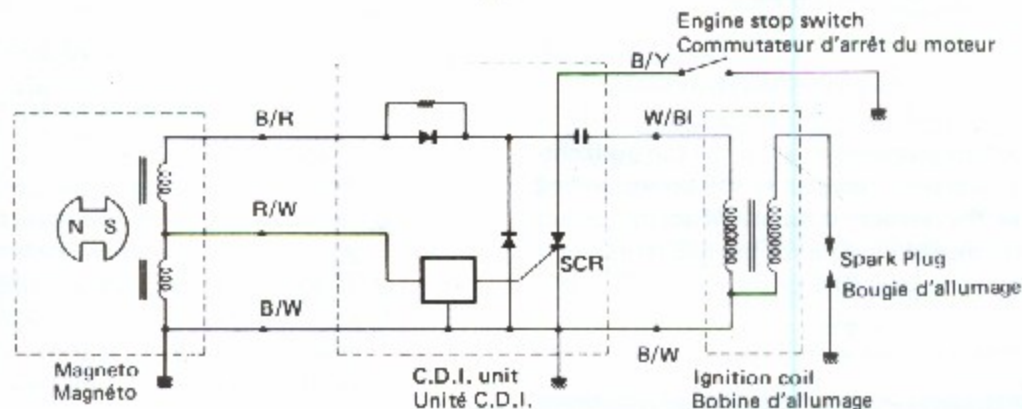 Engine stop switch
Commutateur d'arrêt du moteur
B/Y
B/R
W/Bl
N S
R/W
SCR
Spark Plug
Bougie d'allumage
B/W
B/W
Magneto
Magnéto
C.D.I. unit
Unité C.D.I.
Ignition coil
Bobine d'allumage